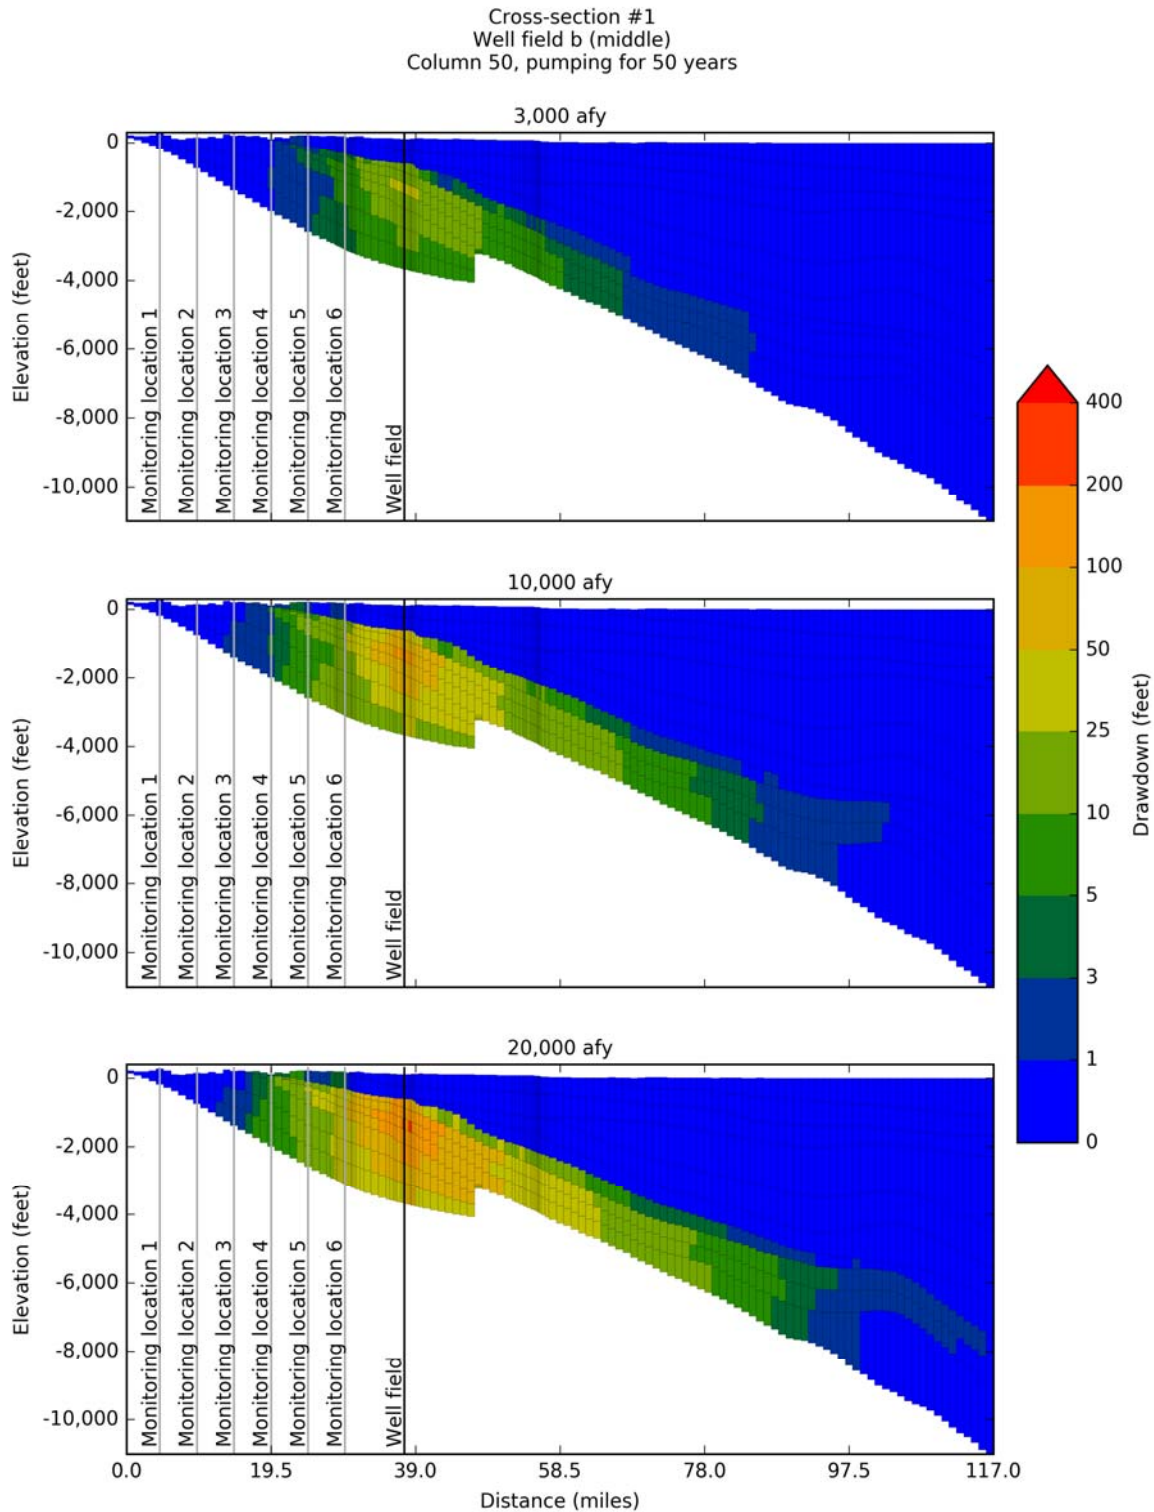 Cross-section #1
Well field b (middle)
Column 50, pumping for 50 years
3,000 afy
0
-2,000
-4,000
-6,000
-8,000
-10,000
Elevation (feet)
Monitoring location 1
Monitoring location 2
Monitoring location 3
Monitoring location 4
Monitoring location 5
Monitoring location 6
Well field
10,000 afy
0
-2,000
-4,000
-6,000
-8,000
-10,000
Elevation (feet)
Monitoring location 1
Monitoring location 2
Monitoring location 3
Monitoring location 4
Monitoring location 5
Monitoring location 6
Well field
20,000 afy
0
-2,000
-4,000
-6,000
-8,000
-10,000
Elevation (feet)
Monitoring location 1
Monitoring location 2
Monitoring location 3
Monitoring location 4
Monitoring location 5
Monitoring location 6
Well field
0.0 19.5 39.0 58.5 78.0 97.5 117.0
Distance (miles)
400
200
100
50
25
10
5
3
1
0
Drawdown (feet)